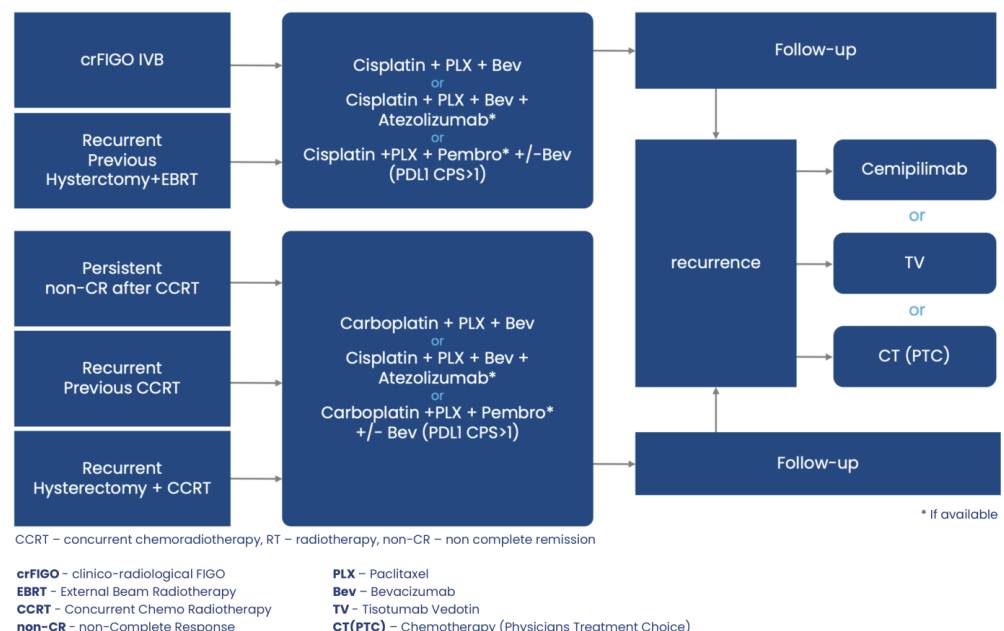 crFIGO IVB
Recurrent
Previous
Hysterctomy+EBRT
Cisplatin + PLX + Bev
or
Cisplatin + PLX + Bev +
Atezolizumab*
or
Cisplatin +PLX + Pembro* +/-Bev
(PDL1 CPS>1)
Follow-up
Persistent
non-CR after CCRT
Recurrent
Previous CCRT
Recurrent
Hysterectomy + CCRT
Carboplatin + PLX + Bev
or
Cisplatin + PLX + Bev +
Atezolizumab*
or
Carboplatin +PLX + Pembro*
+/- Bev (PDL1 CPS>1)
recurrence
Cemipilimab
or
TV
or
CT (PTC)
Follow-up
* If available
CCRT – concurrent chemoradiotherapy, RT – radiotherapy, non-CR – non complete remission
crFIGO - clinico-radiological FIGO
EBRT - External Beam Radiotherapy
CCRT - Concurrent Chemo Radiotherapy
non-CR - non-Complete Response
PLX – Paclitaxel
Bev – Bevacizumab
TV - Tisotumab Vedotin
CT(PTC) – Chemotherapy (Physicians Treatment Choice)